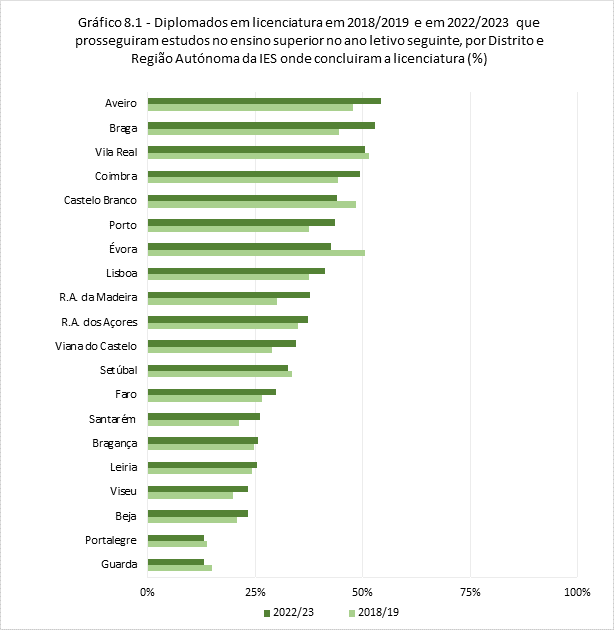 Gráfico 8.1 - Diplomados em licenciatura em 2018/2019 e em 2022/2023 que
prosseguiram estudos no ensino superior no ano letivo seguinte, por Distrito e
Região Autónoma da IES onde concluiram a licenciatura (%)
Aveiro
Braga
Vila Real
Coimbra
Castelo Branco
Porto
Évora
Lisboa
R.A. da Madeira
R.A. dos Açores
Viana do Castelo
Setúbal
Faro
Santarém
Bragança
Leiria
Viseu
Beja
Portalegre
Guarda
0% 25% 50% 75% 100%
2022/23 2018/19